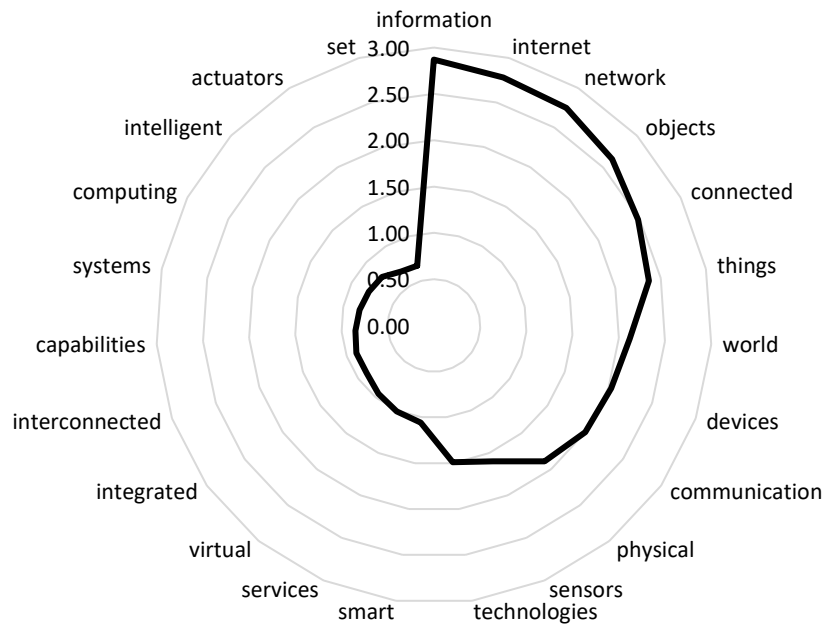 information
internet
network
objects
connected
things
world
devices
communication
physical
sensors
technologies
smart
services
virtual
integrated
interconnected
capabilities
systems
computing
intelligent
actuators
set
3.00
2.50
2.00
1.50
1.00
0.50
0.00